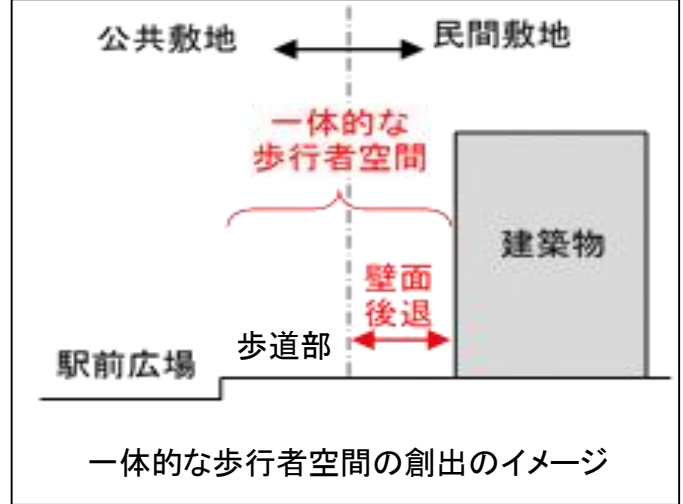 公共敷地
民間敷地
一体的な
歩行者空間
建築物
壁面
後退
歩道部
駅前広場
一体的な歩行者空間の創出のイメージ